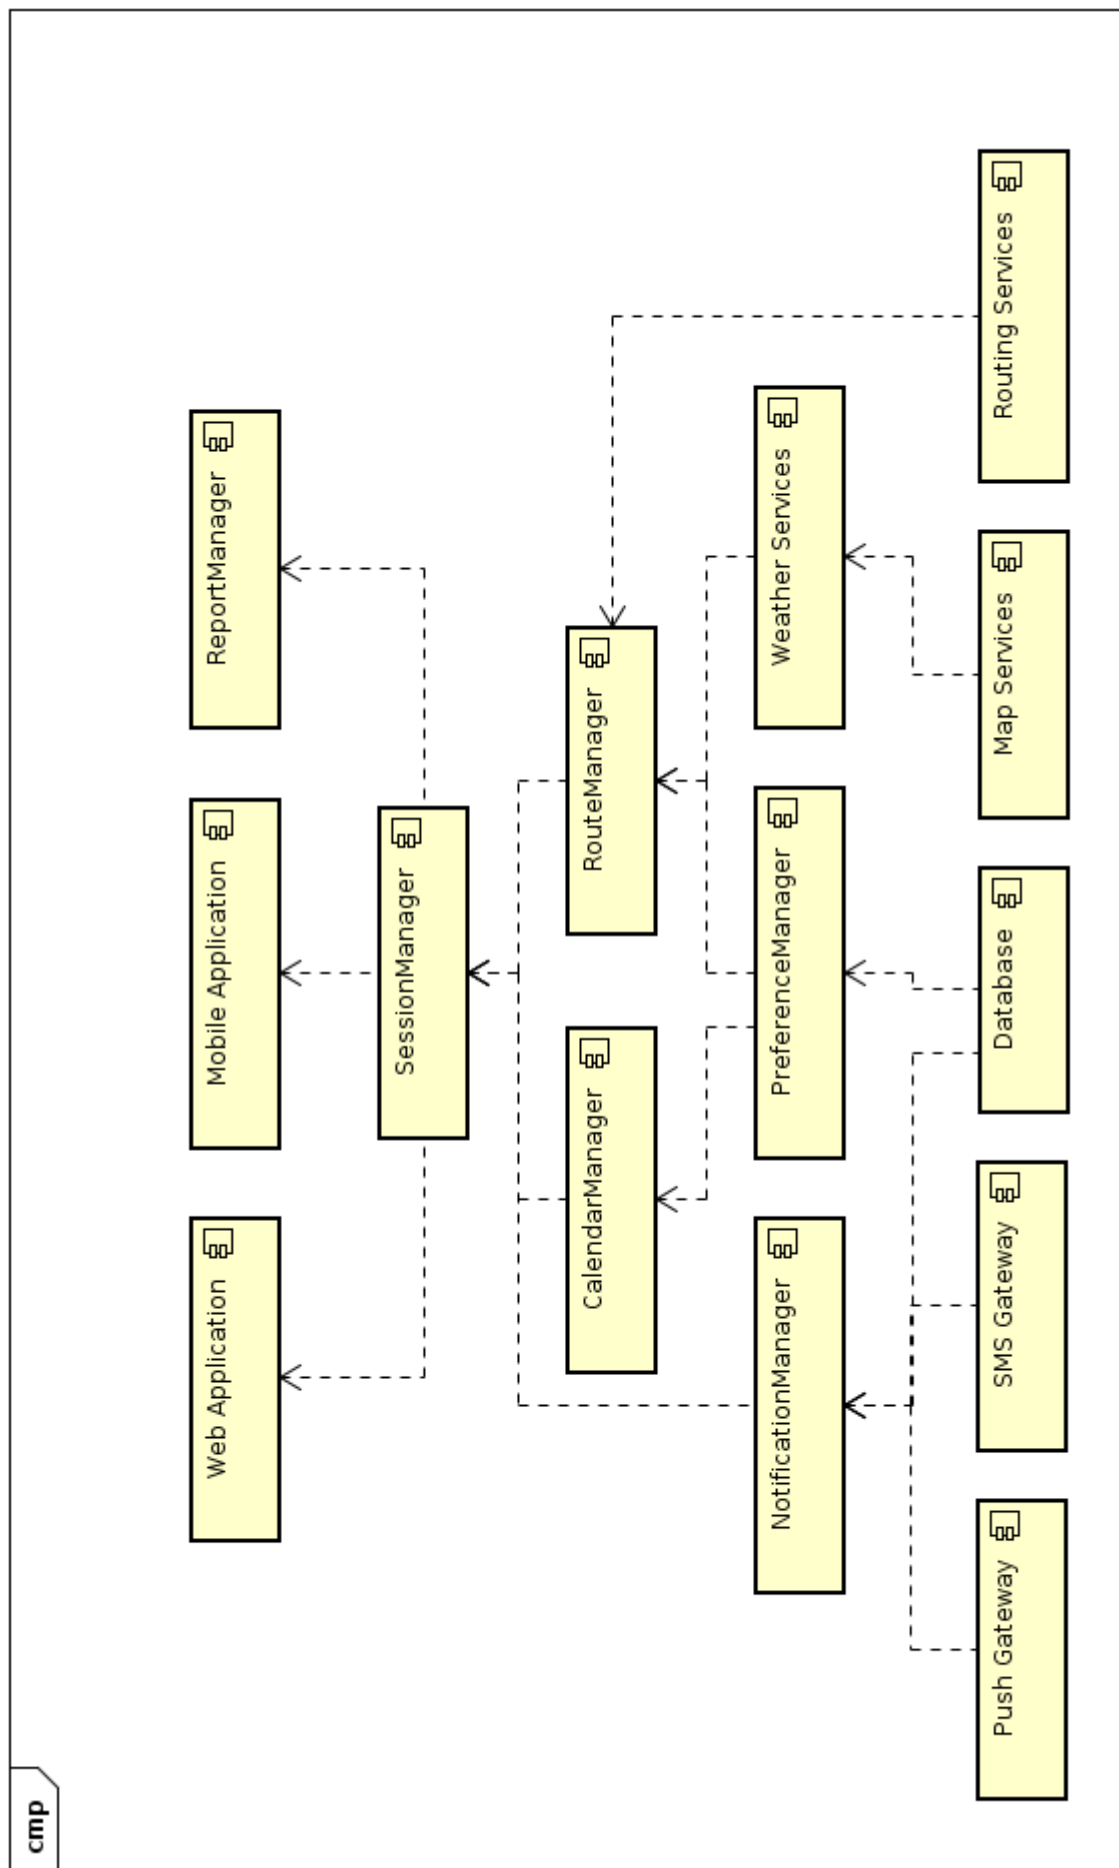 cmp
Web Application
Mobile Application
ReportManager
SessionManager
CalendarManager
RouteManager
NotificationManager
PreferenceManager
Weather Services
Push Gateway
SMS Gateway
Database
Map Services
Routing Services